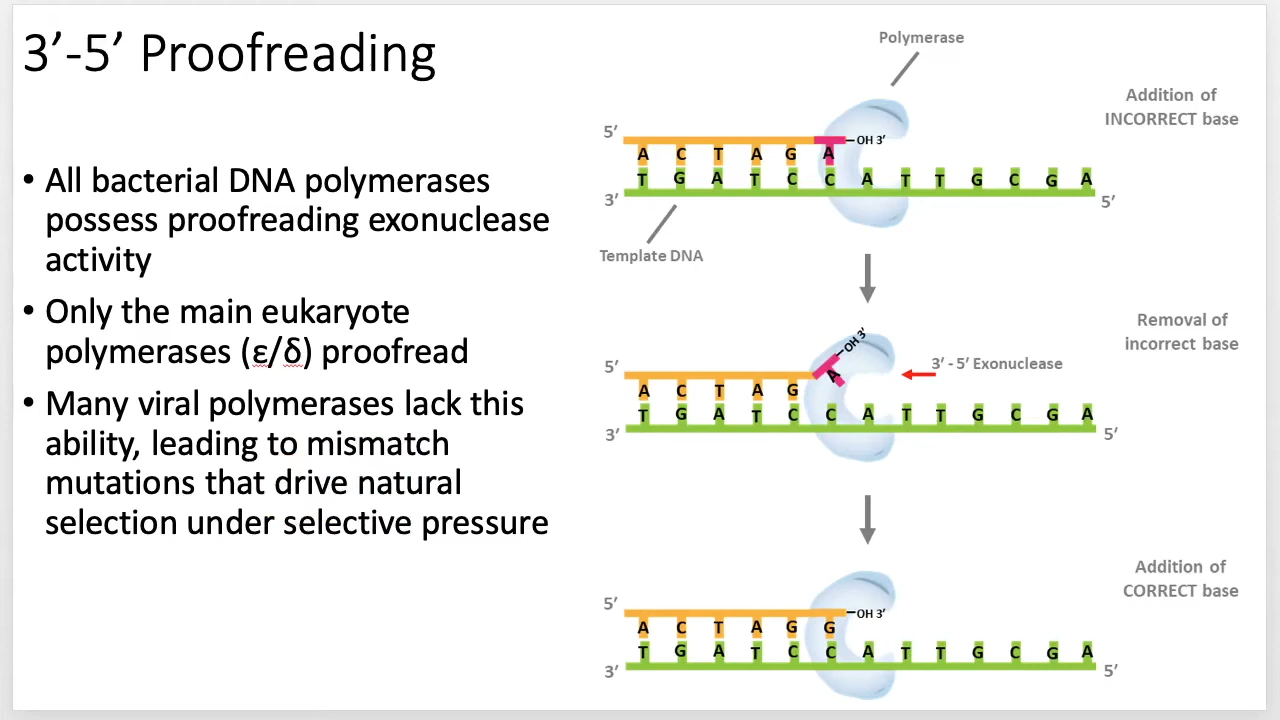 3’-5’ Proofreading
• All bacterial DNA polymerases
possess proofreading exonuclease
activity
• Only the main eukaryote
polymerases (ε/δ) proofread
• Many viral polymerases lack this
ability, leading to mismatch
mutations that drive natural
selection under selective pressure
Polymerase
Addition of
INCORRECT base
5’
OH 3’
A C T A G A
T G A T C C A T T G C G A
3’
5’
Template DNA
Removal of
incorrect base
3’ - 5’ Exonuclease
5’
OH 3’
A
A C T A G
T G A T C C A T T G C G A
3’
5’
Addition of
CORRECT base
5’
OH 3’
A C T A G G
T G A T C C A T T G C G A
3’
5’